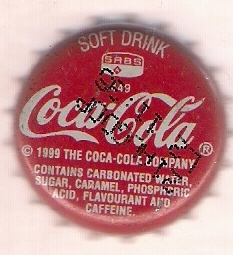 SOFT DRINK
SABS
449
Coca-Cola ®
© 1999 THE COCA-COLA COMPANY
CONTAINS CARBONATED WATER,
SUGAR, CARAMEL, PHOSPHORIC
ACID, FLAVOURANT AND
CAFFEINE.